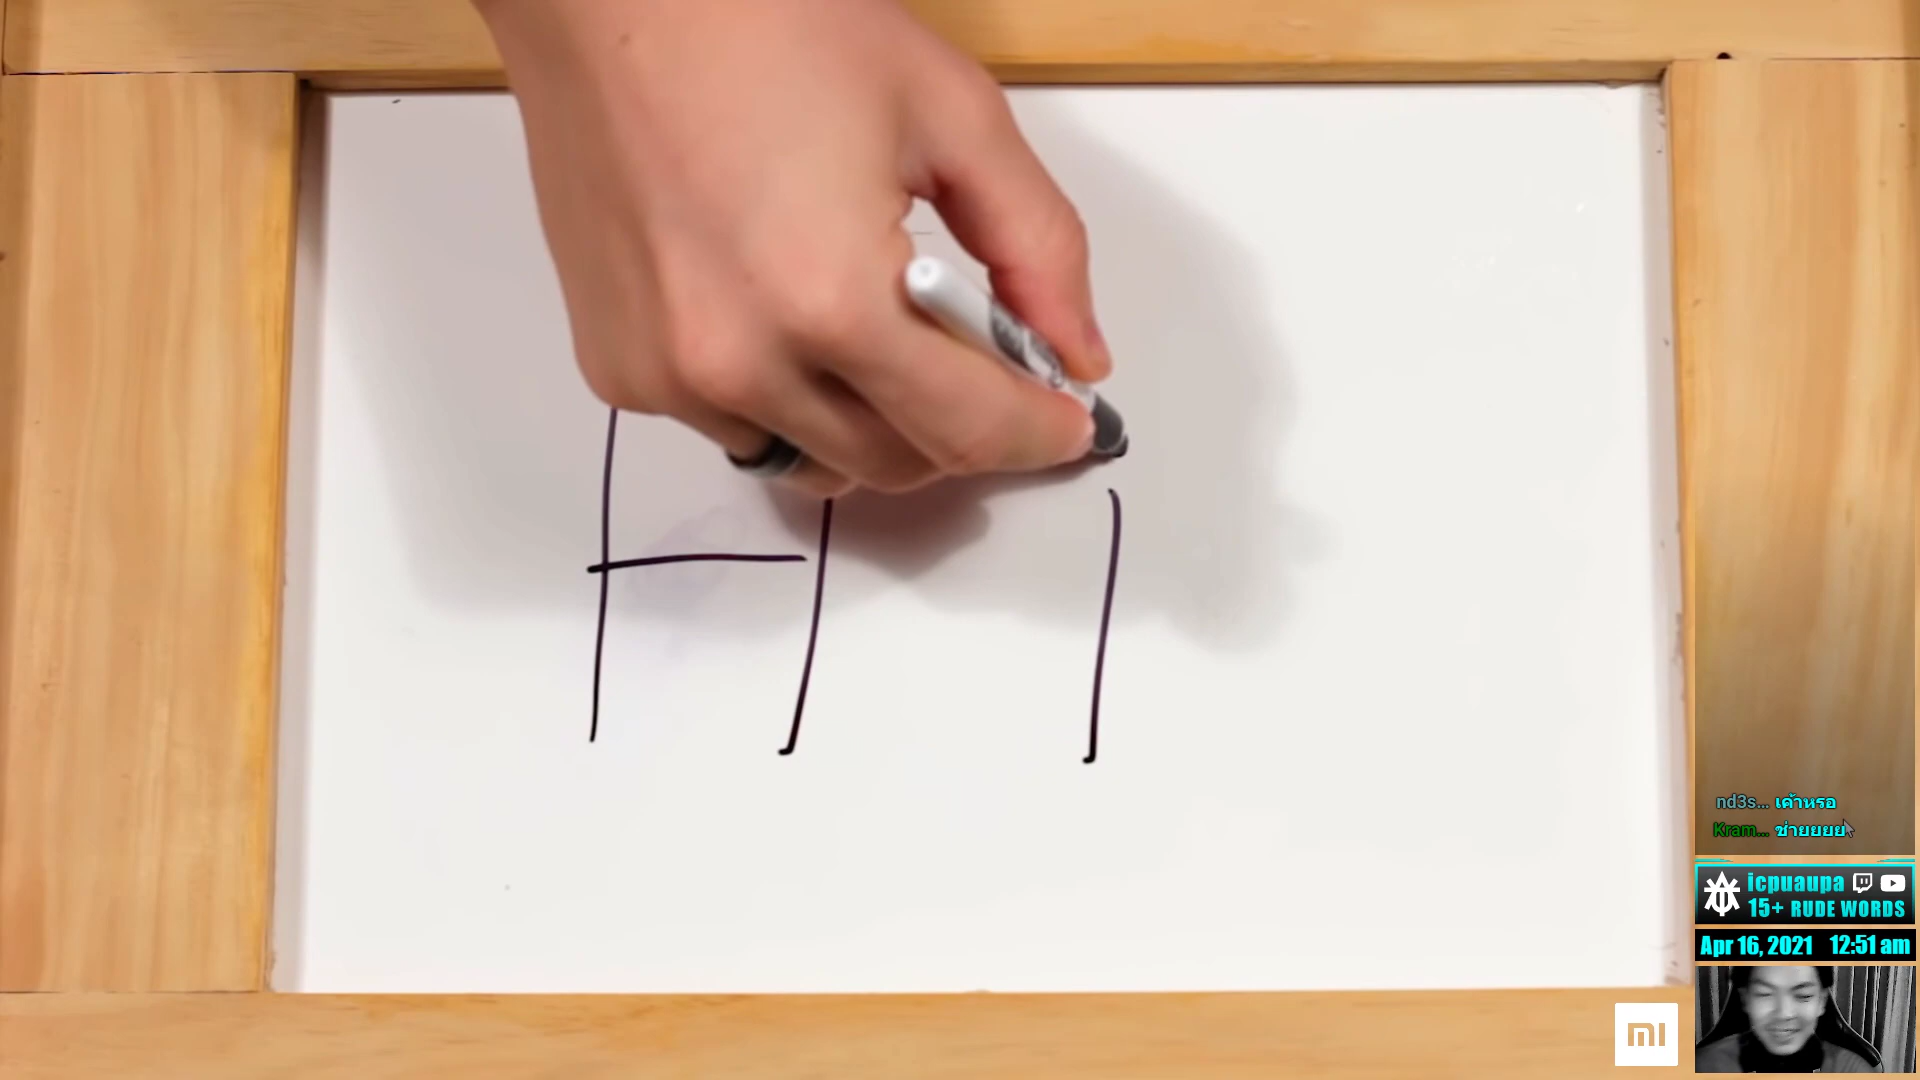 Hi
nd3s... เค้าหรอ
Kram... ช่ายยยย
icpuaupa
15+ RUDE WORDS
Apr 16, 2021 12:51 am
mi